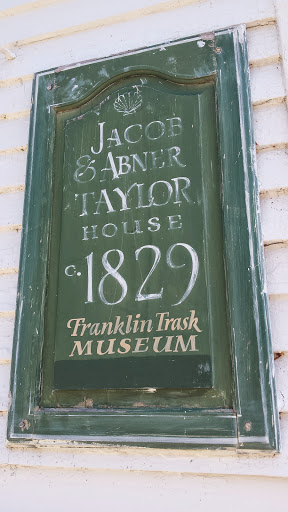 JACOB
& ABNER
TAYLOR
HOUSE
c. 1829
Franklin Trask
MUSEUM